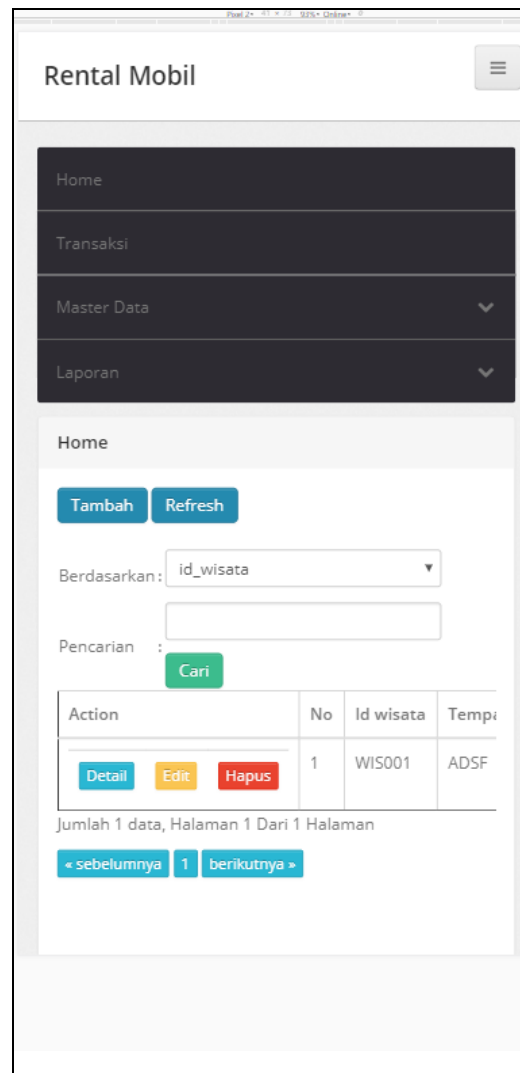 Rental Mobil
Home
Transaksi
Master Data
Laporan
Home
Tambah Refresh
Berdasarkan : id_wisata
Pencarian :
Cari
Action No Id wisata Tempa
Detail Edit Hapus 1 WIS001 ADSF
Jumlah 1 data, Halaman 1 Dari 1 Halaman
« sebelumnya 1 berikutnya »